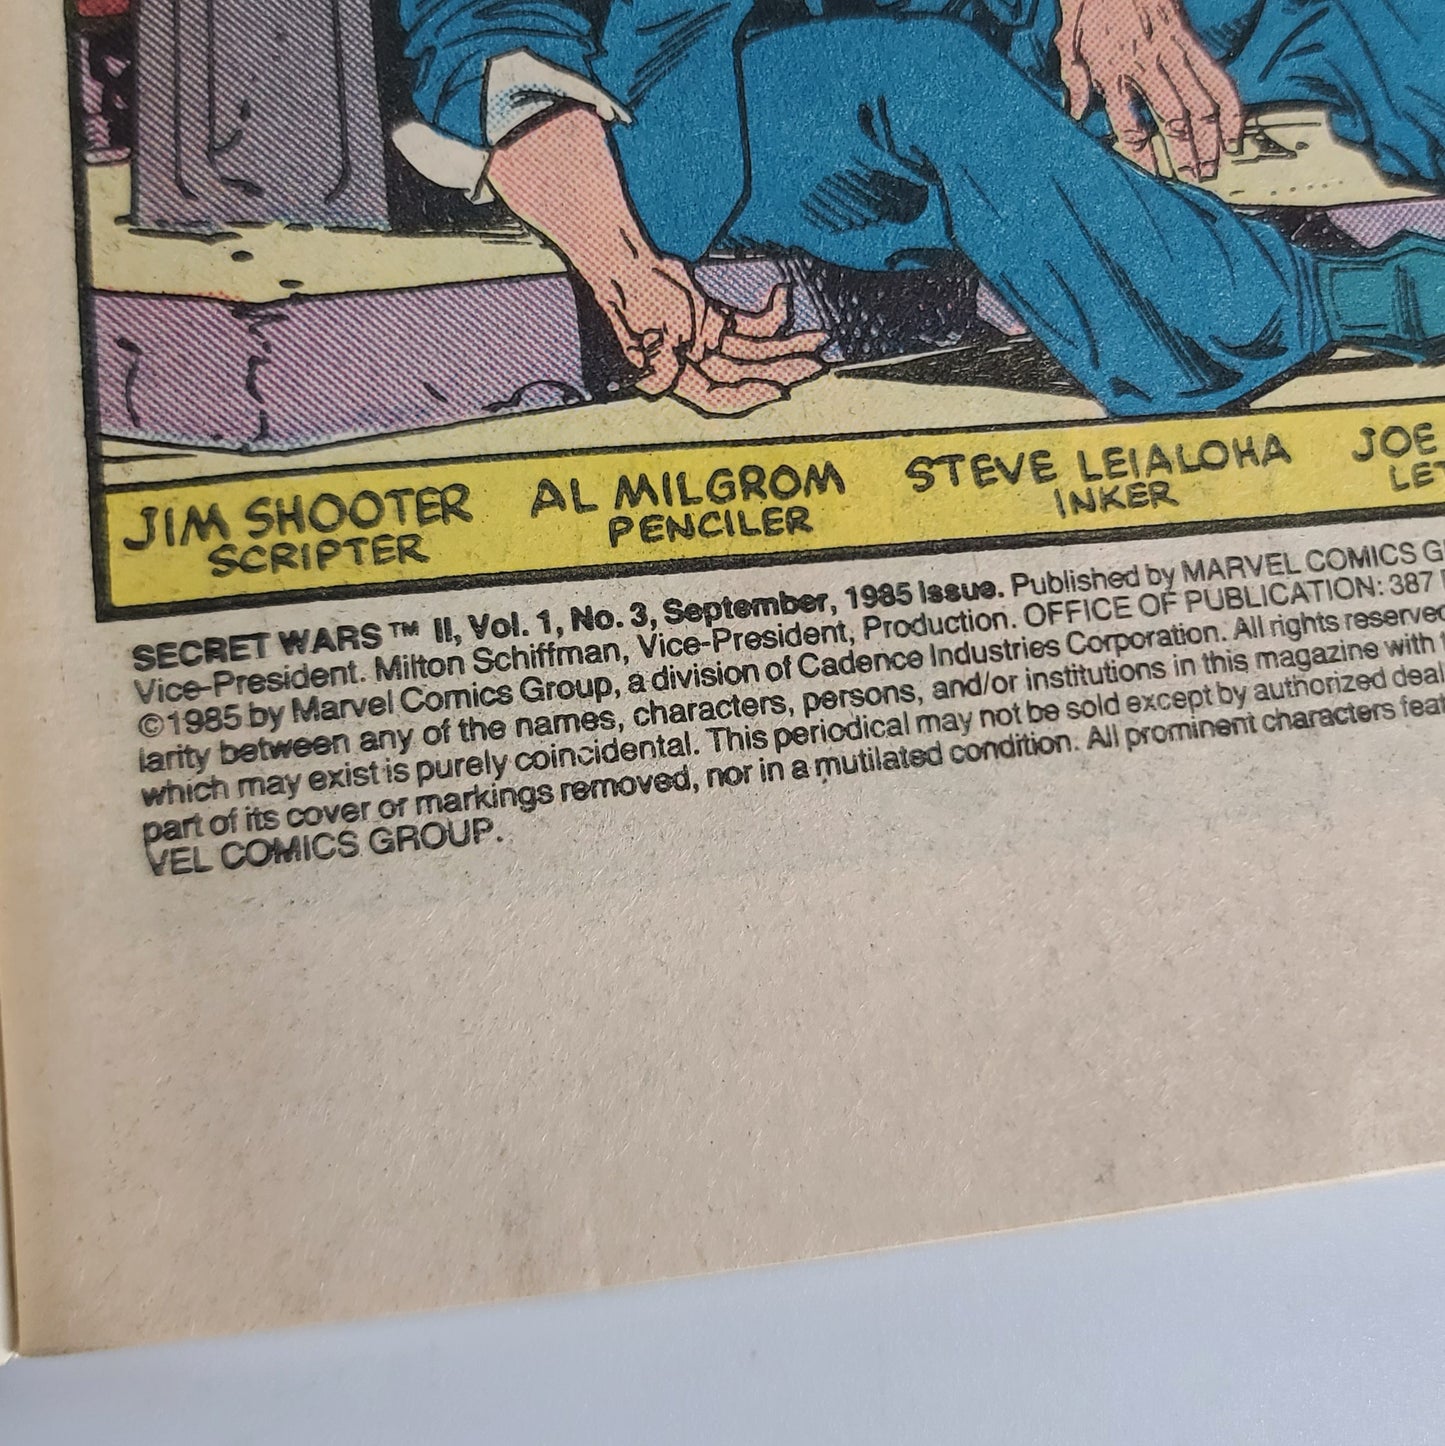 JIM SHOOTER AL MILGROM STEVE LEIALOHA JOE
SCRIPTER PENCILER INKER
SECRET WARS™ II, Vol. 1, No. 3, September, 1985 Issue. Published by MARVEL COMICS
Vice-President. Milton Schiffman, Vice-President, Production. OFFICE OF PUBLICATION: 387
©1985 by Marvel Comics Group, a division of Cadence Industries Corporation. All rights reserved
larity between any of the names, characters, persons, and/or institutions in this magazine with
which may exist is purely coincidental. This periodical may not be sold except by authorized
part of its cover or markings removed, nor in a mutilated condition. All prominent characters
VEL COMICS GROUP.